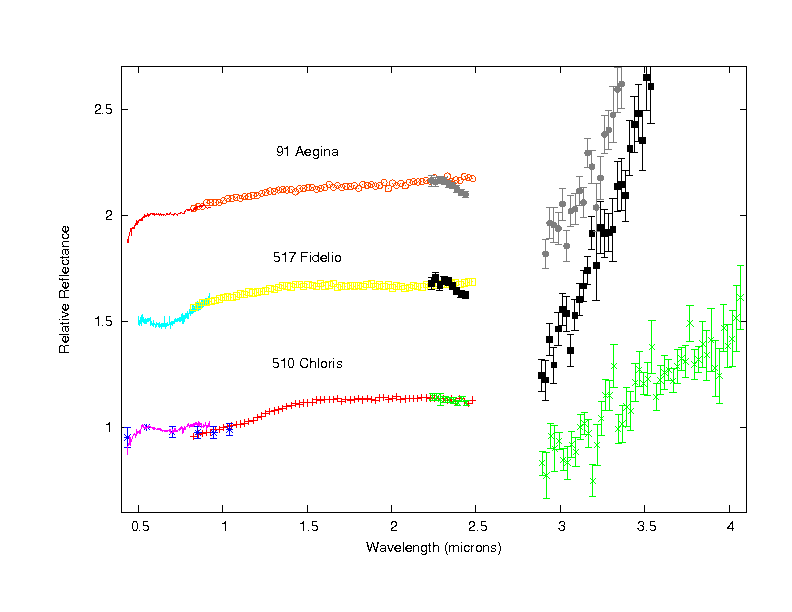 2.5
91 Aegina
2
517 Fidelio
Relative Reflectance
1.5
510 Chloris
1
0.5 1 1.5 2 2.5 3 3.5 4
Wavelength (microns)